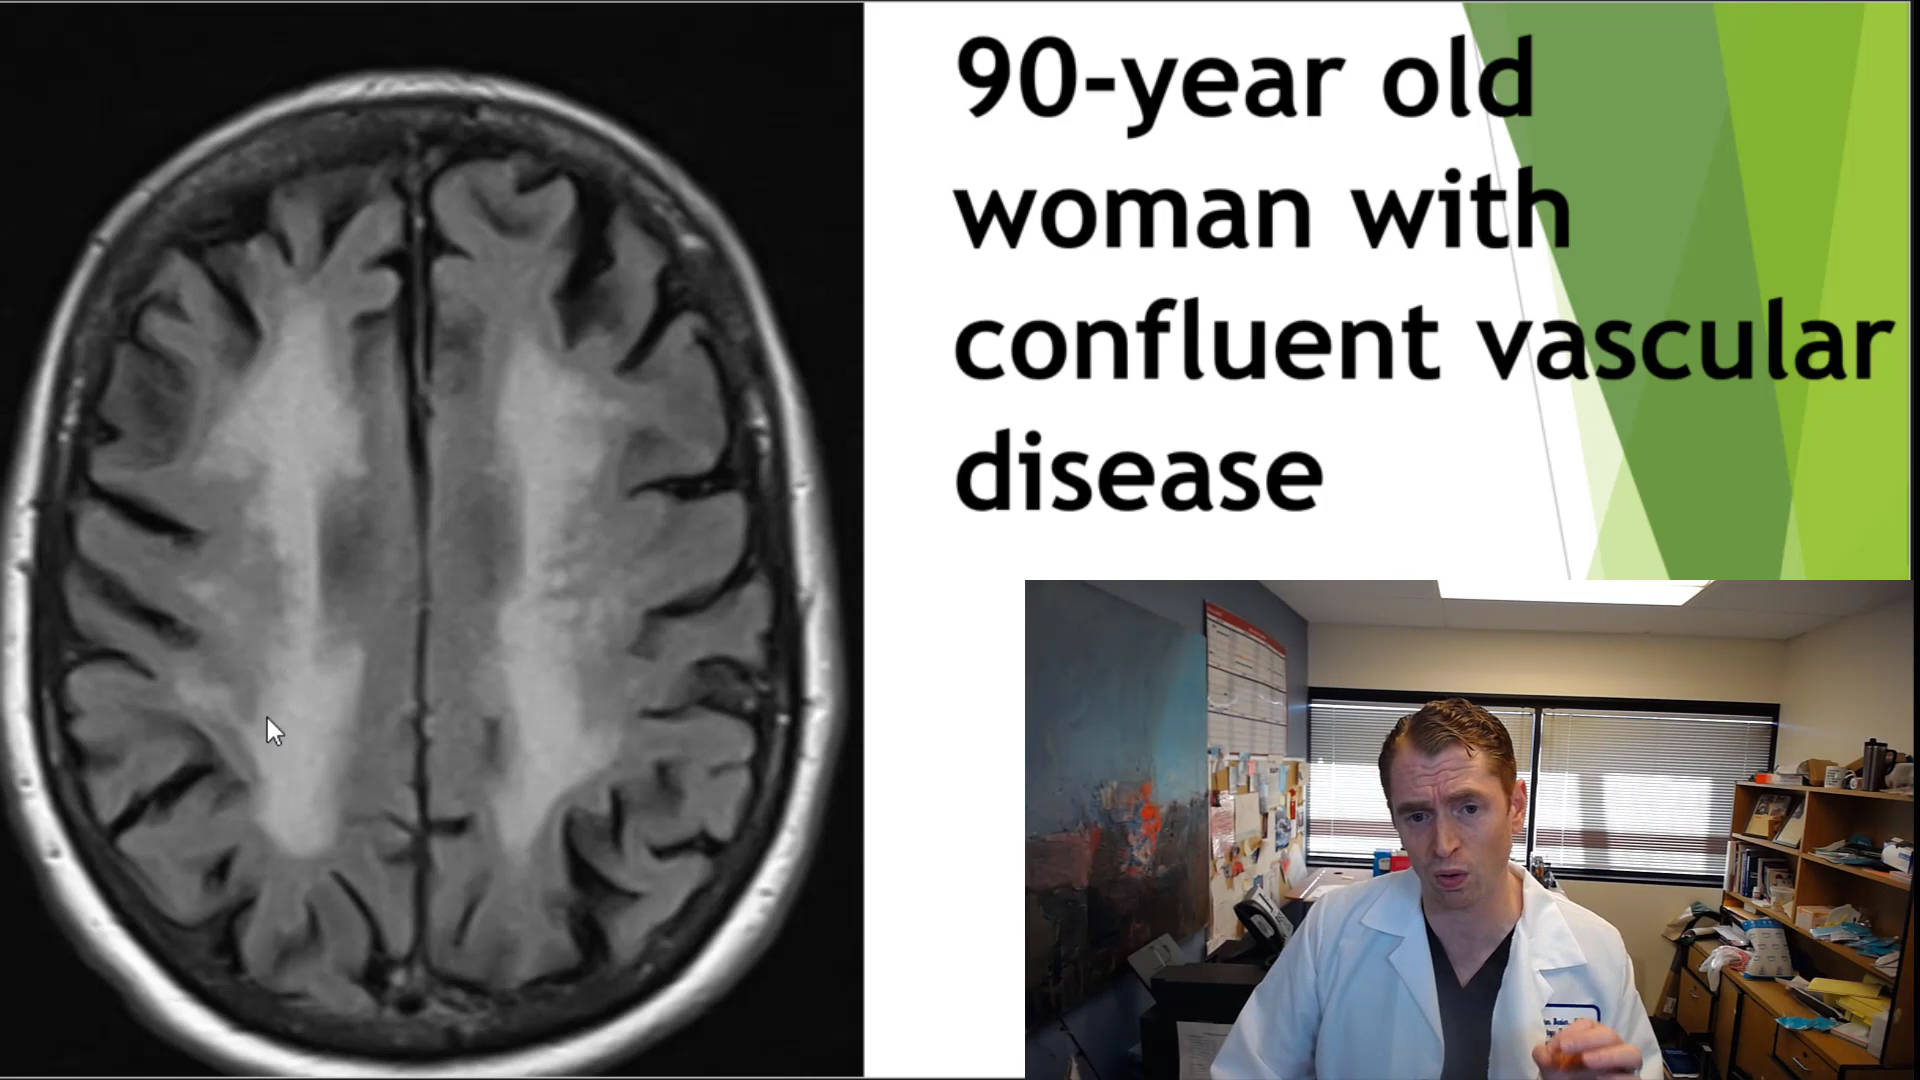 90-year old
woman with
confluent vascular
disease